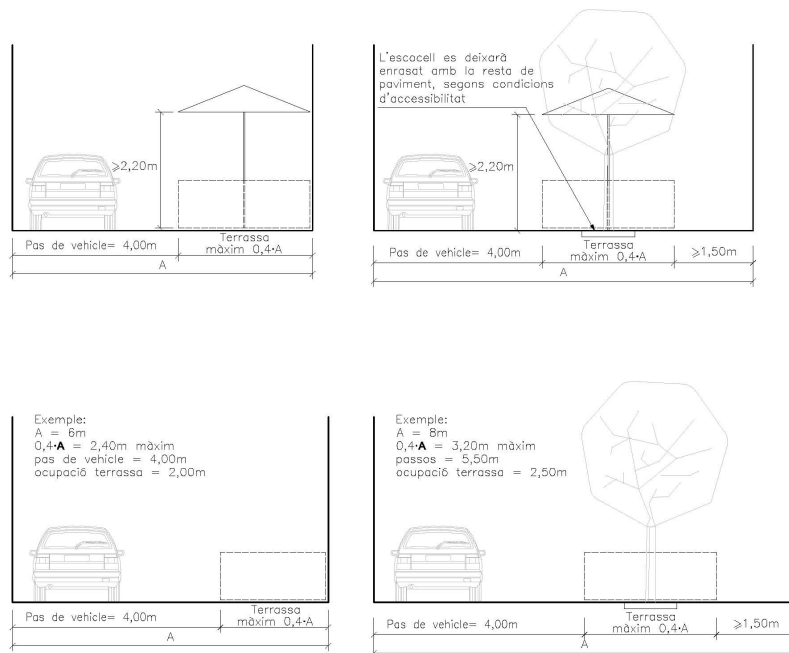 ≥2,20m
Pas de vehicle= 4,00m
Terrassa
màxim 0,4·A
A
L'escocell es deixarà
enrasat amb la resta de
paviment, segons condicions
d'accessibilitat
≥2,20m
Pas de vehicle= 4,00m
Terrassa
màxim 0,4·A
≥1,50m
A
Exemple:
A = 6m
0,4·A = 2,40m màxim
pas de vehicle = 4,00m
ocupació terrassa = 2,00m
Pas de vehicle= 4,00m
Terrassa
màxim 0,4·A
A
Exemple:
A = 8m
0,4·A = 3,20m màxim
passos = 5,50m
ocupació terrassa = 2,50m
Pas de vehicle= 4,00m
Terrassa
màxim 0,4·A
≥1,50m
A